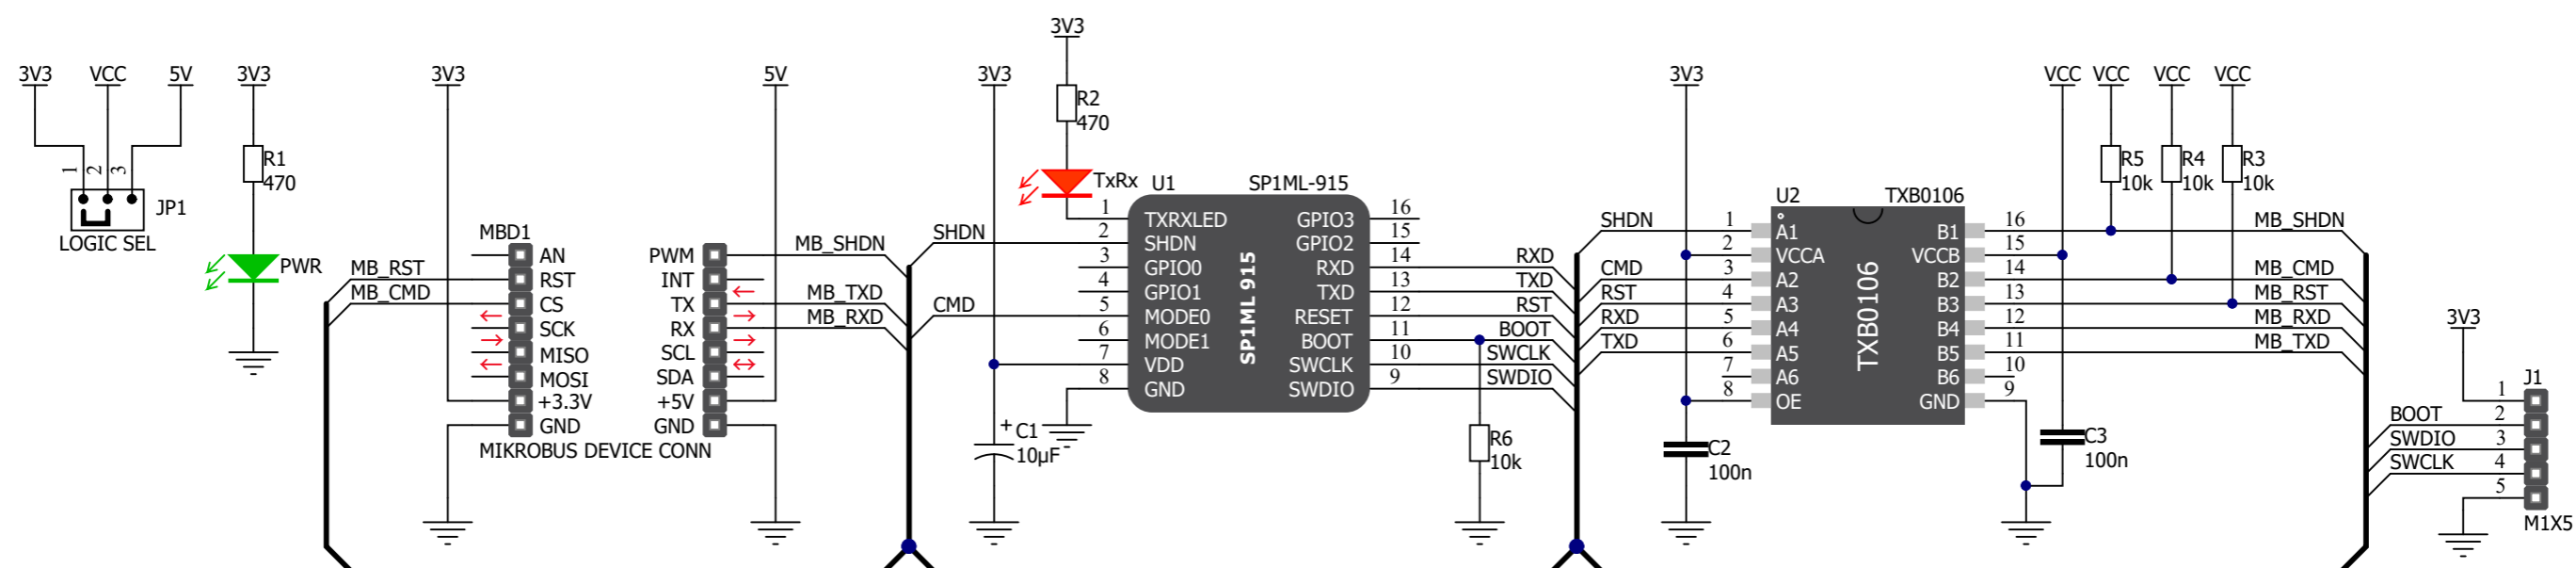 3V3 VCC 5V
1 2 3
JP1
LOGIC SEL
3V3
R1
470
PWR
3V3
5V
MBD1
MB_RST
MB_CMD
AN
RST
CS
SCK
MISO
MOSI
+3.3V
GND
PWM
INT
TX
RX
SCL
SDA
+5V
GND
MIKROBUS DEVICE CONN
MB_SHDN
MB_TXD
MB_RXD
SHDN
CMD
3V3
+
C1
10µF
3V3
R2
470
TxRx
U1
SP1ML-915
1 TXRXLED
2 SHDN
3 GPIO0
4 GPIO1
5 MODE0
6 MODE1
7 VDD
8 GND
SP1ML 915
GPIO3 16
GPIO2 15
RXD 14 RXD
TXD 13 TXD
RESET 12 RST
BOOT 11 BOOT
SWCLK 10 SWCLK
SWDIO 9 SWDIO
R6
10k
3V3
SHDN
CMD
RST
RXD
TXD
C2
100n
U2
TXB0106
1 A1
2 VCCA
3 A2
4 A3
5 A4
6 A5
7 A6
8 OE
TXB0106
B1 16
VCCB 15
B2 14
B3 13
B4 12
B5 11
B6 10
GND 9
VCC VCC VCC VCC
R5
10k
R4
10k
R3
10k
MB_SHDN
MB_CMD
MB_RST
MB_RXD
MB_TXD
C3
100n
3V3
J1
1
BOOT 2
SWDIO 3
SWCLK 4
5
M1X5